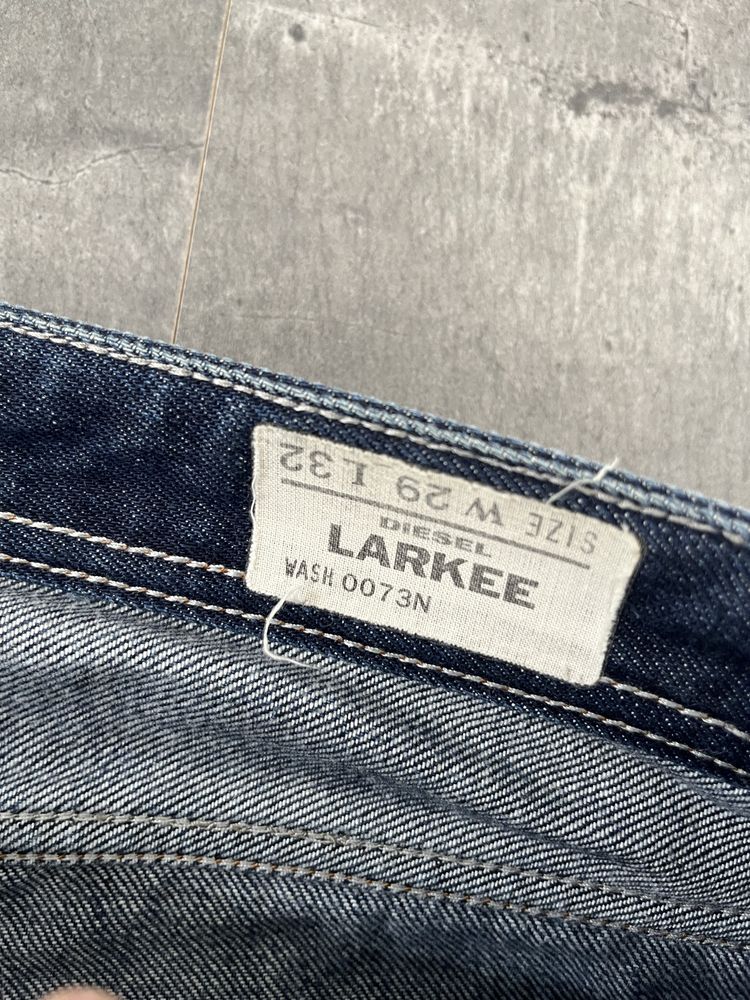 SIZE W 29 L 32
DIESEL
LARKEE
WASH 0073N